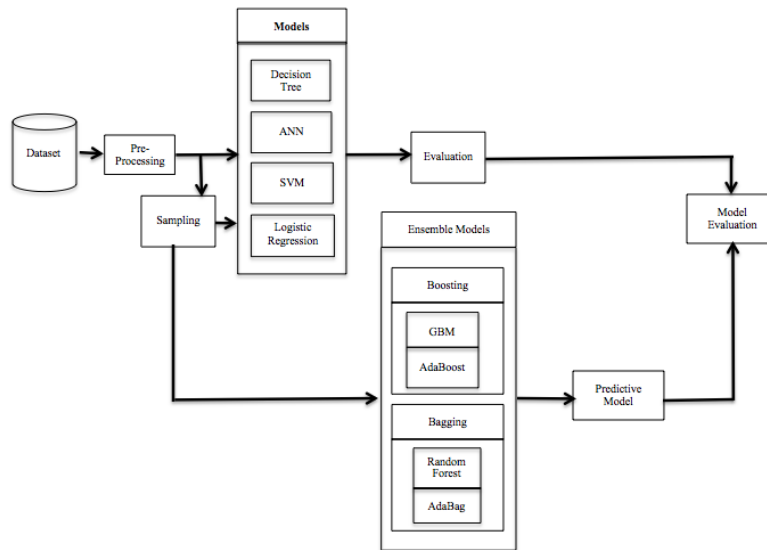 Models
Decision
Tree
ANN
SVM
Logistic
Regression
Dataset
Pre-
Processing
Sampling
Evaluation
Model
Evaluation
Ensemble Models
Boosting
GBM
AdaBoost
Bagging
Random
Forest
AdaBag
Predictive
Model